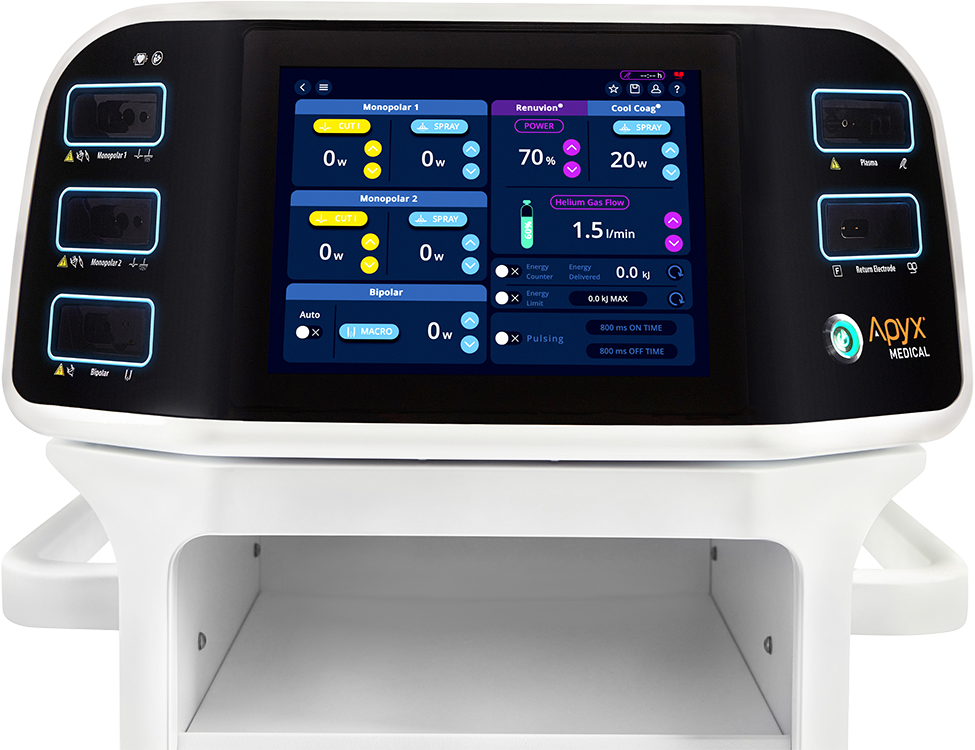 --:-- h
?
Monopolar 1
CUT I
SPRAY
0 w
0 w
Monopolar 2
CUT I
SPRAY
0 w
0 w
Bipolar
Auto
MACRO
0 w
Renuvion®
Cool Coag®
POWER
SPRAY
70 %
20 w
Helium Gas Flow
60%
1.5 l/min
Energy Counter
Energy Delivered
0.0 kJ
Energy Limit
0.0 kJ MAX
Pulsing
800 ms ON TIME
800 ms OFF TIME
Monopolar 1
Monopolar 2
Bipolar
Plasma
F
Return Electrode
Apyx®
MEDICAL